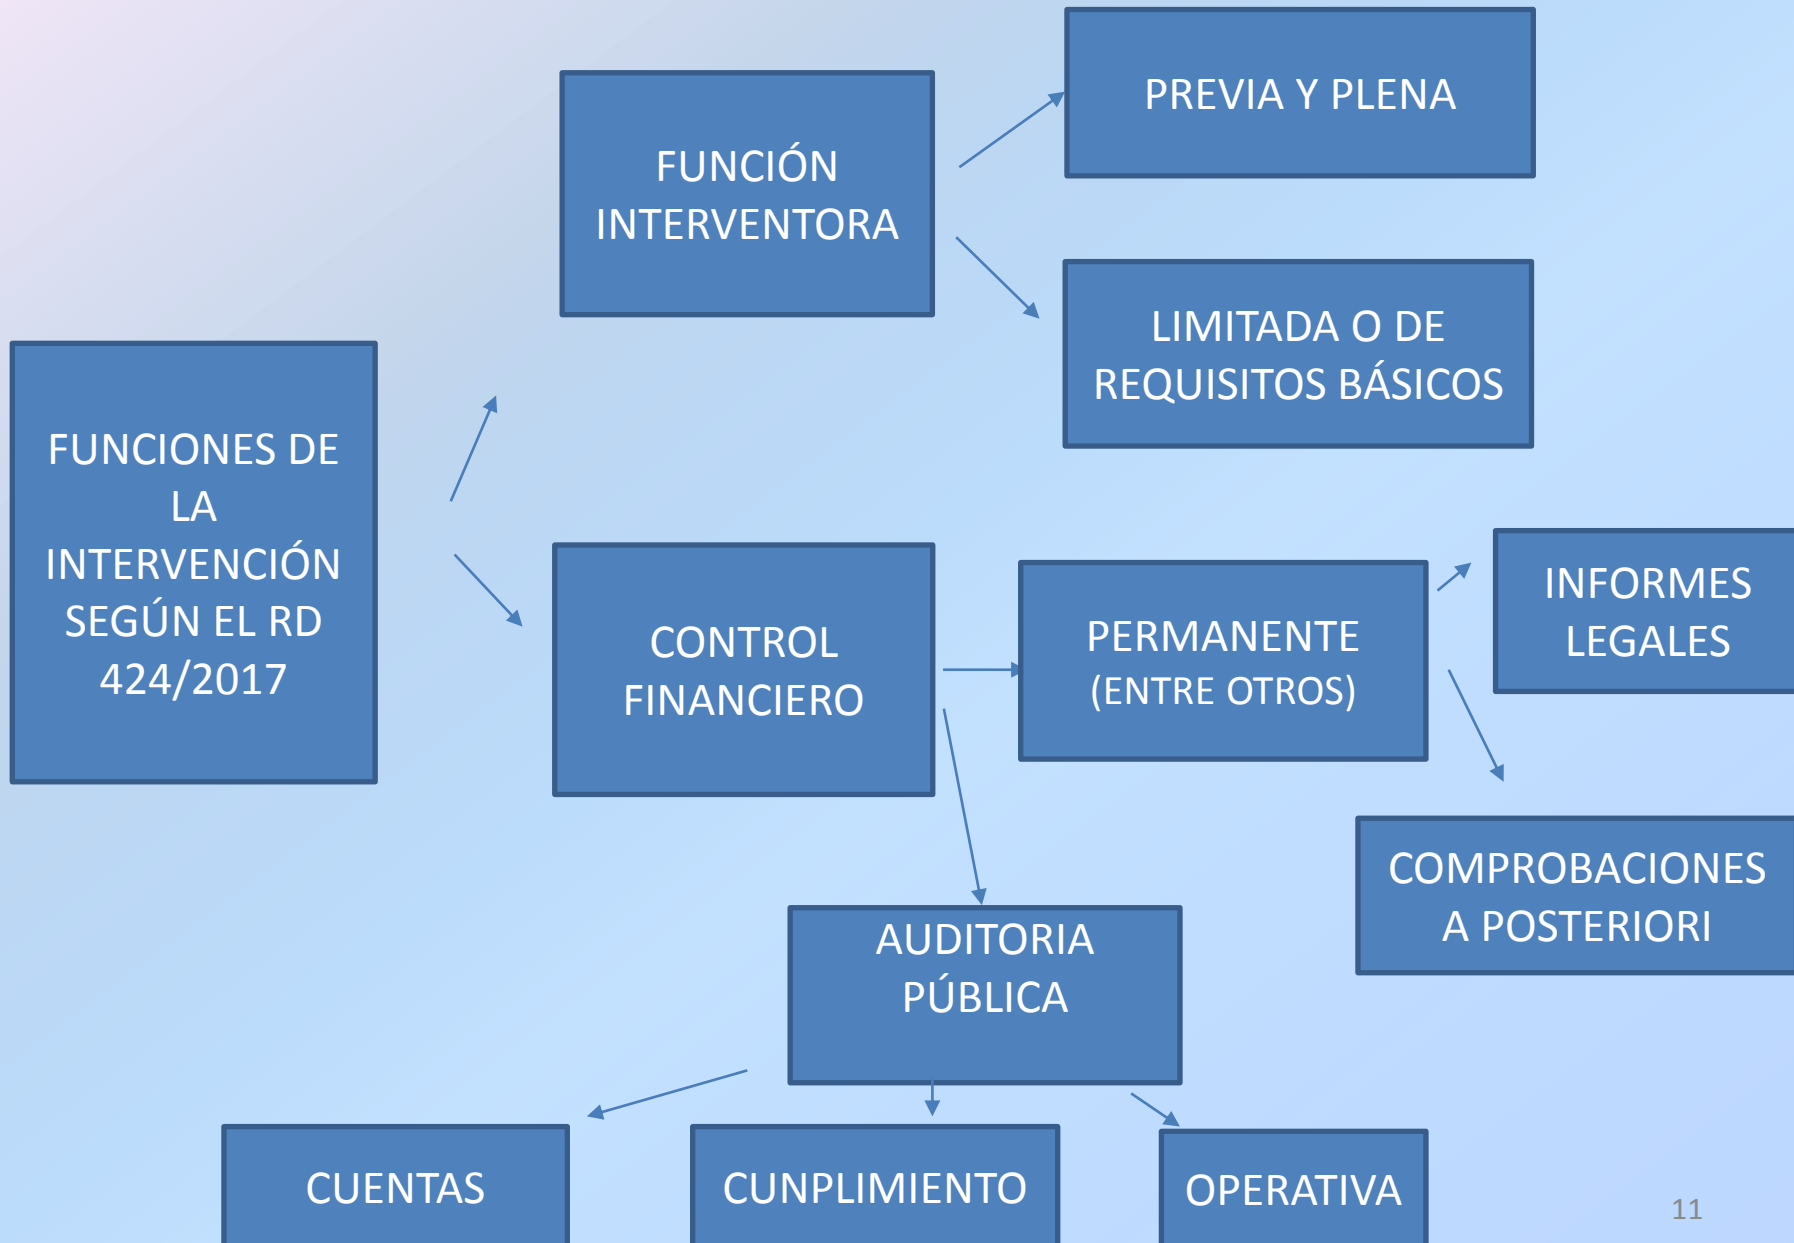 PREVIA Y PLENA
FUNCIÓN
INTERVENTORA
LIMITADA O DE
REQUISITOS BÁSICOS
FUNCIONES DE
LA
INTERVENCIÓN
SEGÚN EL RD
424/2017
CONTROL
FINANCIERO
PERMANENTE
(ENTRE OTROS)
INFORMES
LEGALES
COMPROBACIONES
A POSTERIORI
AUDITORIA
PÚBLICA
CUENTAS
CUNPLIMIENTO
OPERATIVA
11